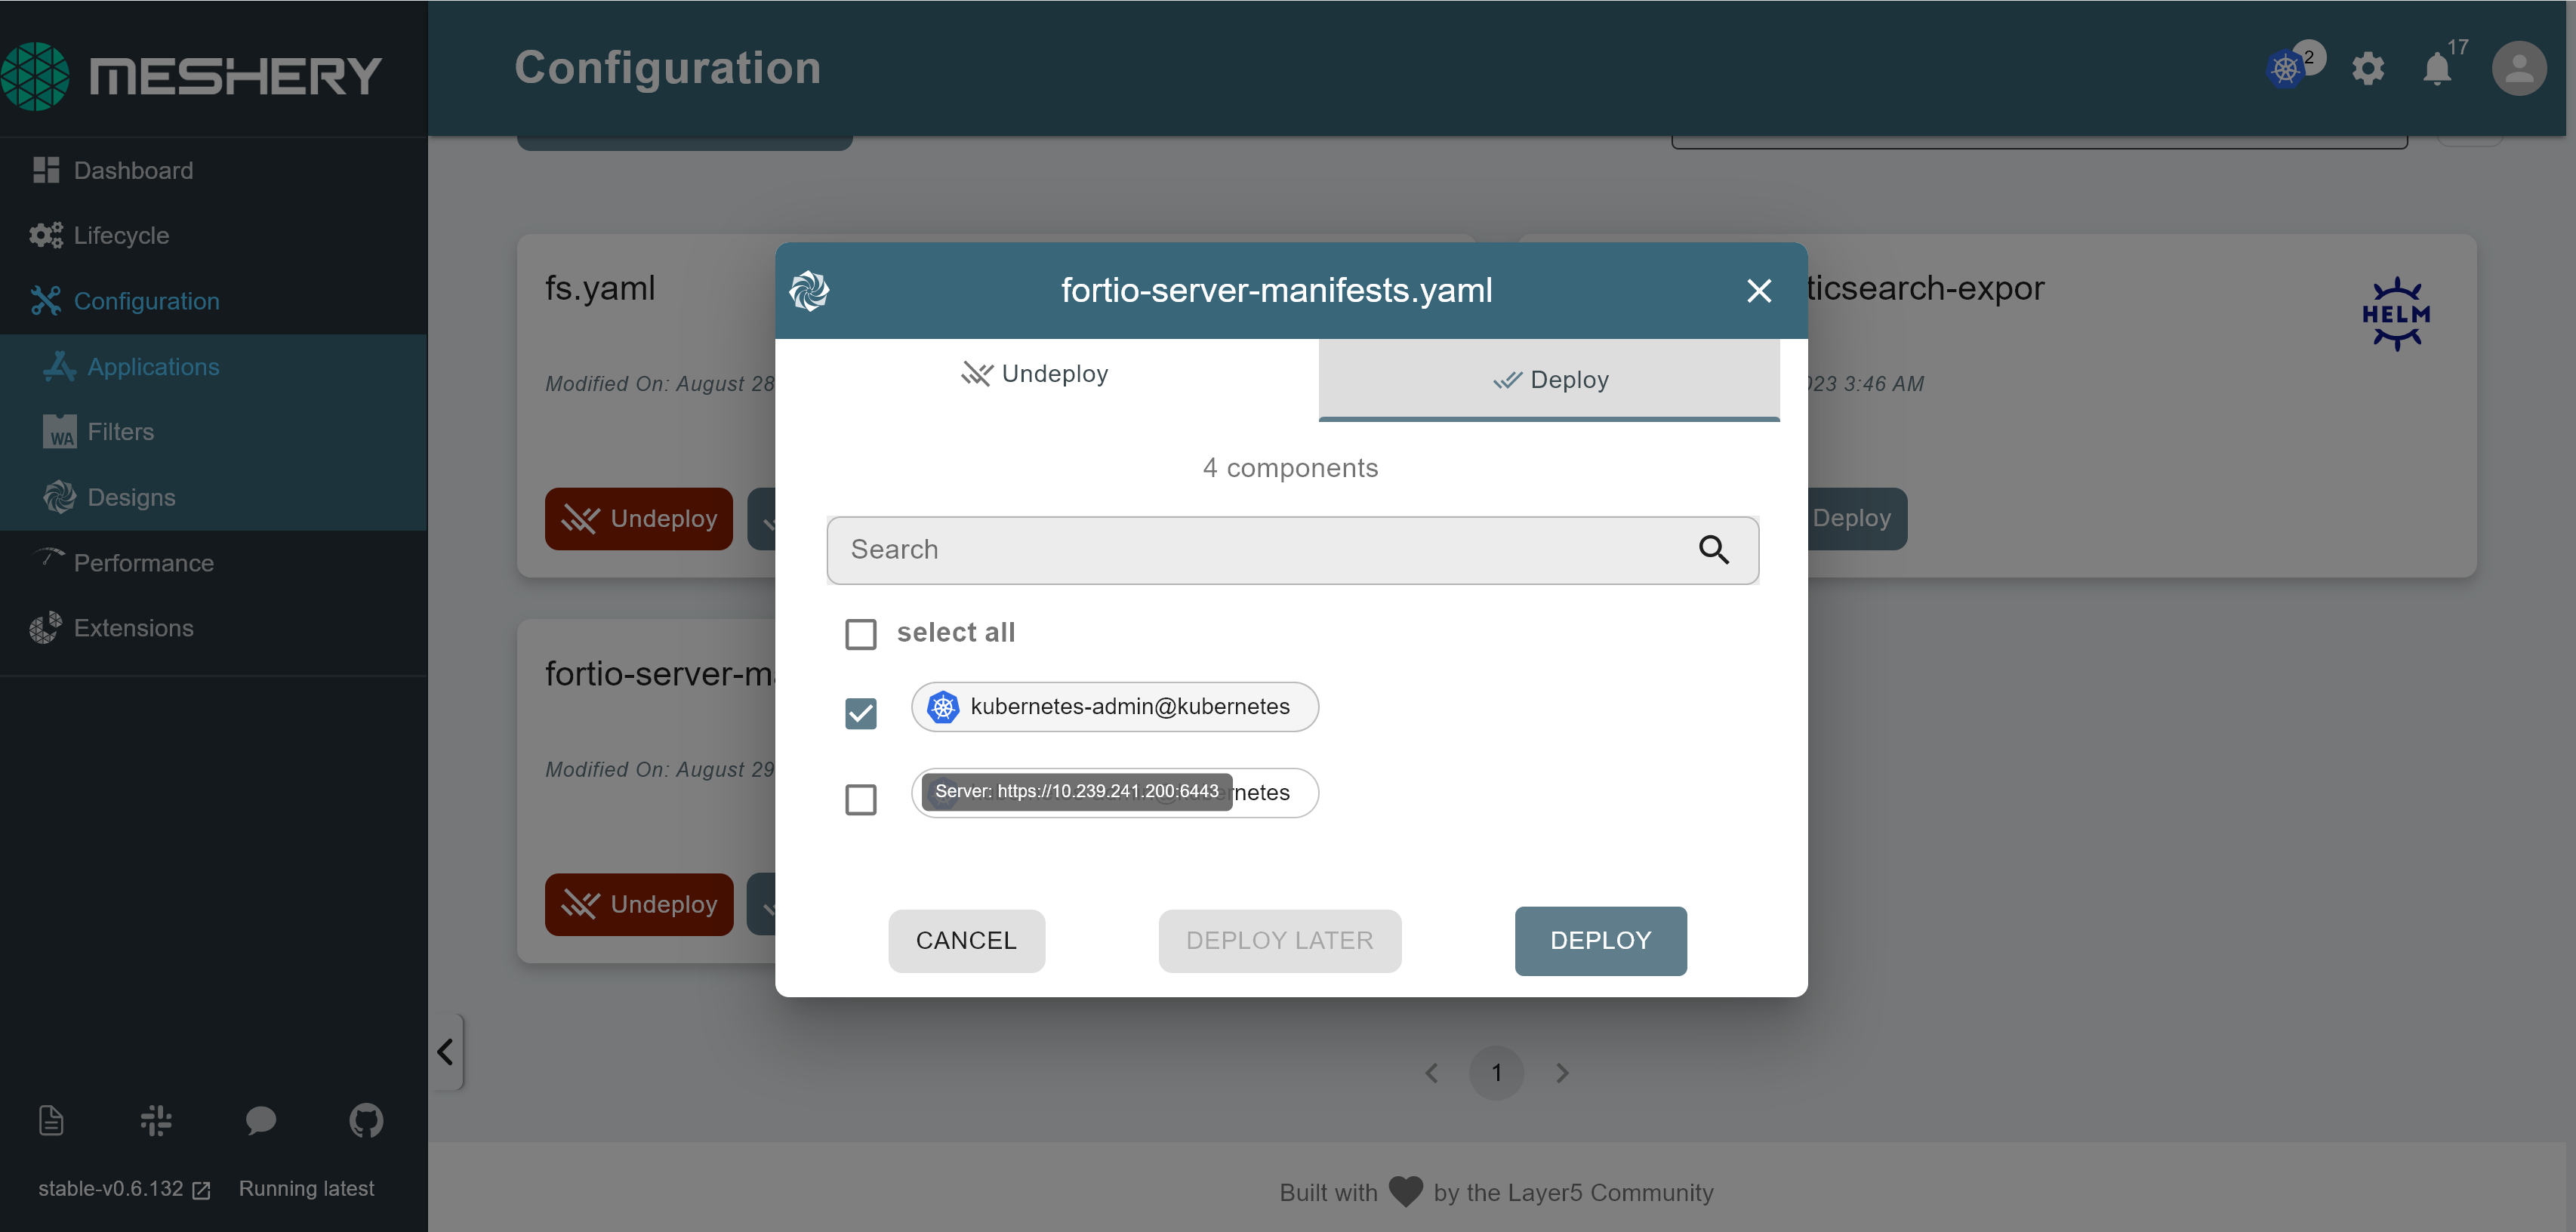 MESHERY
Configuration
2
17
Dashboard
Lifecycle
Configuration
Applications
WA
Filters
Designs
Performance
Extensions
fs.yaml
Modified On: August 28
Undeploy
ticsearch-expor
HELM
023 3:46 AM
Deploy
fortio-server-ma
Modified On: August 29
Undeploy
fortio-server-manifests.yaml
Undeploy
Deploy
4 components
Search
select all
kubernetes-admin@kubernetes
Server: https://10.239.241.200:6443
rnetes
CANCEL
DEPLOY LATER
DEPLOY
1
stable-v0.6.132
Running latest
Built with
by the Layer5 Community